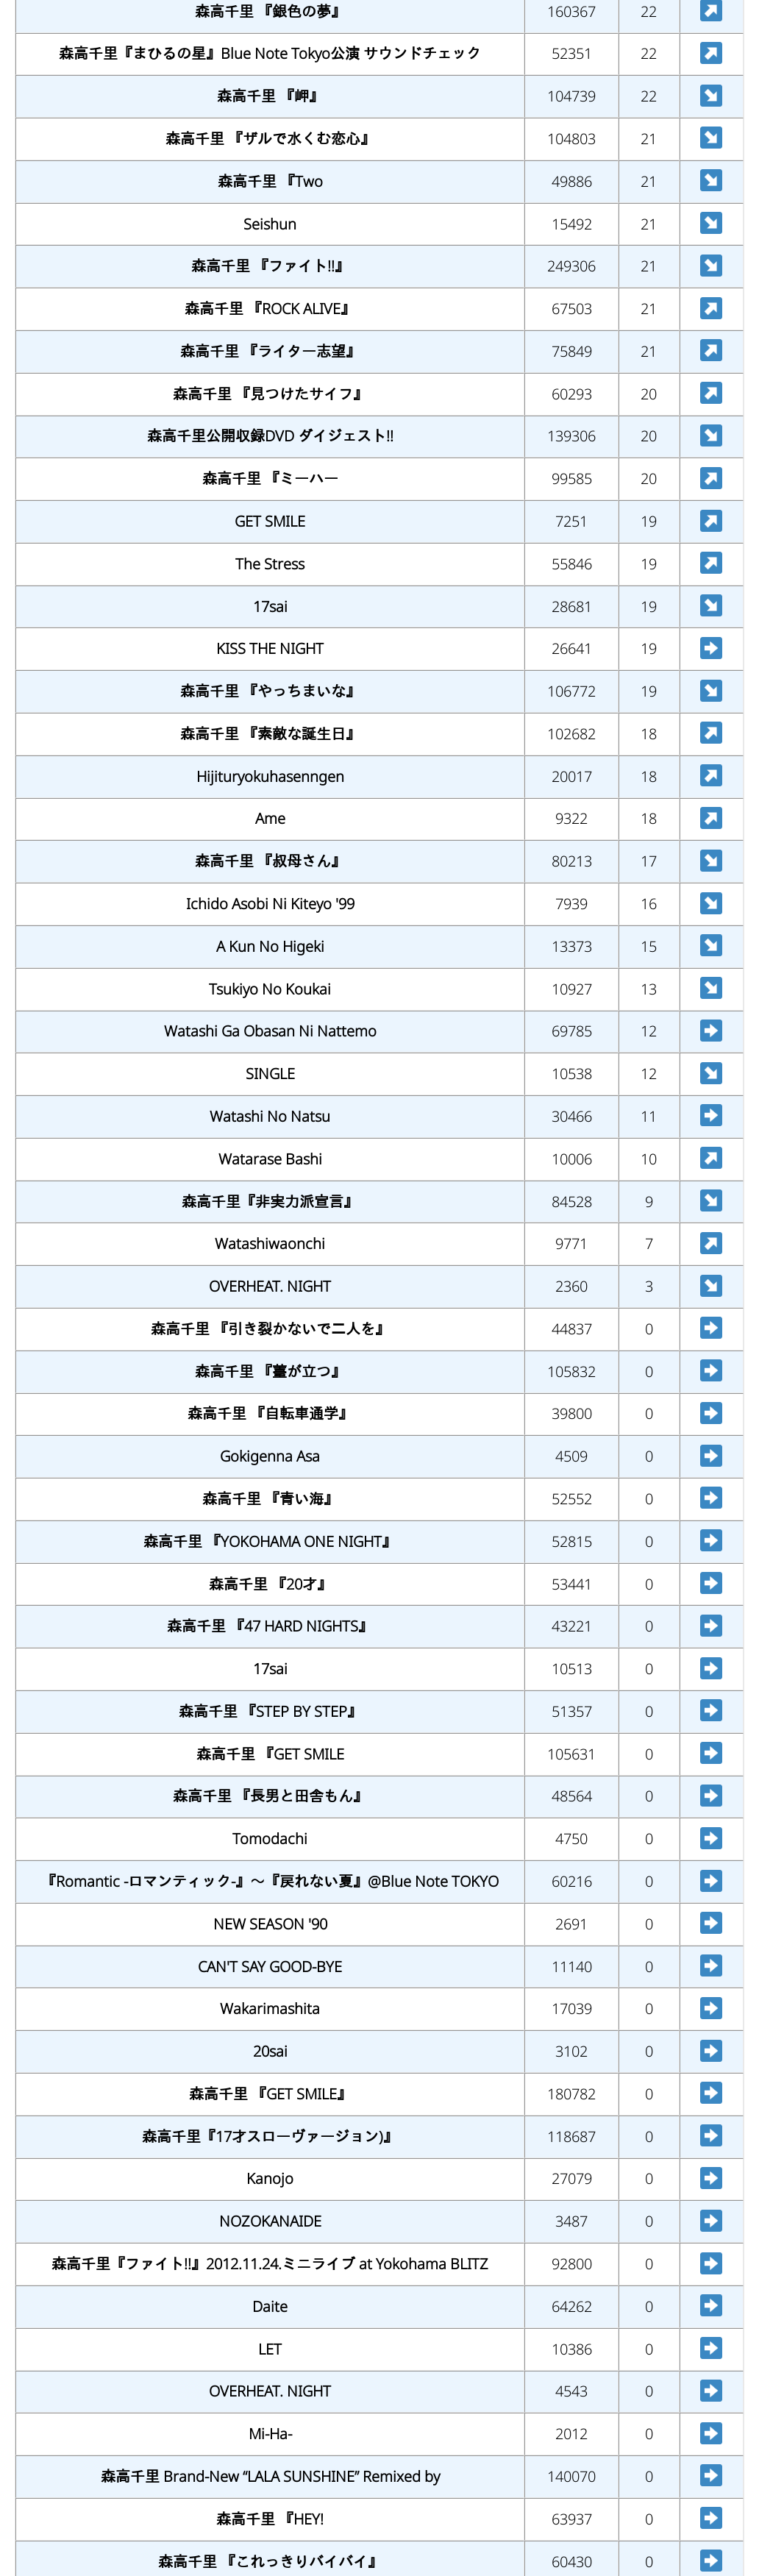 森高千里 『銀色の夢』 160367 22
森高千里『まひるの星』Blue Note Tokyo公演 サウンドチェック 52351 22
森高千里 『岬』 104739 22
森高千里 『ザルで水くむ恋心』 104803 21
森高千里 『Two 49886 21
Seishun 15492 21
森高千里 『ファイト!!』 249306 21
森高千里 『ROCK ALIVE』 67503 21
森高千里 『ライター志望』 75849 21
森高千里 『見つけたサイフ』 60293 20
森高千里公開収録DVD ダイジェスト!! 139306 20
森高千里 『ミーハー 99585 20
GET SMILE 7251 19
The Stress 55846 19
17sai 28681 19
KISS THE NIGHT 26641 19
森高千里 『やっちまいな』 106772 19
森高千里 『素敵な誕生日』 102682 18
Hijituryokuhasenngen 20017 18
Ame 9322 18
森高千里 『叔母さん』 80213 17
Ichido Asobi Ni Kiteyo '99 7939 16
A Kun No Higeki 13373 15
Tsukiyo No Koukai 10927 13
Watashi Ga Obasan Ni Nattemo 69785 12
SINGLE 10538 12
Watashi No Natsu 30466 11
Watarase Bashi 10006 10
森高千里『非実力派宣言』 84528 9
Watashiwaonchi 9771 7
OVERHEAT. NIGHT 2360 3
森高千里 『引き裂かないで二人を』 44837 0
森高千里 『薹が立つ』 105832 0
森高千里 『自転車通学』 39800 0
Gokigenna Asa 4509 0
森高千里 『青い海』 52552 0
森高千里 『YOKOHAMA ONE NIGHT』 52815 0
森高千里 『20才』 53441 0
森高千里 『47 HARD NIGHTS』 43221 0
17sai 10513 0
森高千里 『STEP BY STEP』 51357 0
森高千里 『GET SMILE 105631 0
森高千里 『長男と田舎もん』 48564 0
Tomodachi 4750 0
『Romantic -ロマンティック-』～『戻れない夏』@Blue Note TOKYO 60216 0
NEW SEASON '90 2691 0
CAN'T SAY GOOD-BYE 11140 0
Wakarimashita 17039 0
20sai 3102 0
森高千里 『GET SMILE』 180782 0
森高千里『17才スローヴァージョン)』 118687 0
Kanojo 27079 0
NOZOKANAIDE 3487 0
森高千里『ファイト!!』2012.11.24.ミニライブ at Yokohama BLITZ 92800 0
Daite 64262 0
LET 10386 0
OVERHEAT. NIGHT 4543 0
Mi-Ha- 2012 0
森高千里 Brand-New “LALA SUNSHINE” Remixed by 140070 0
森高千里 『HEY! 63937 0
森高千里 『これっきりバイバイ』 60430 0